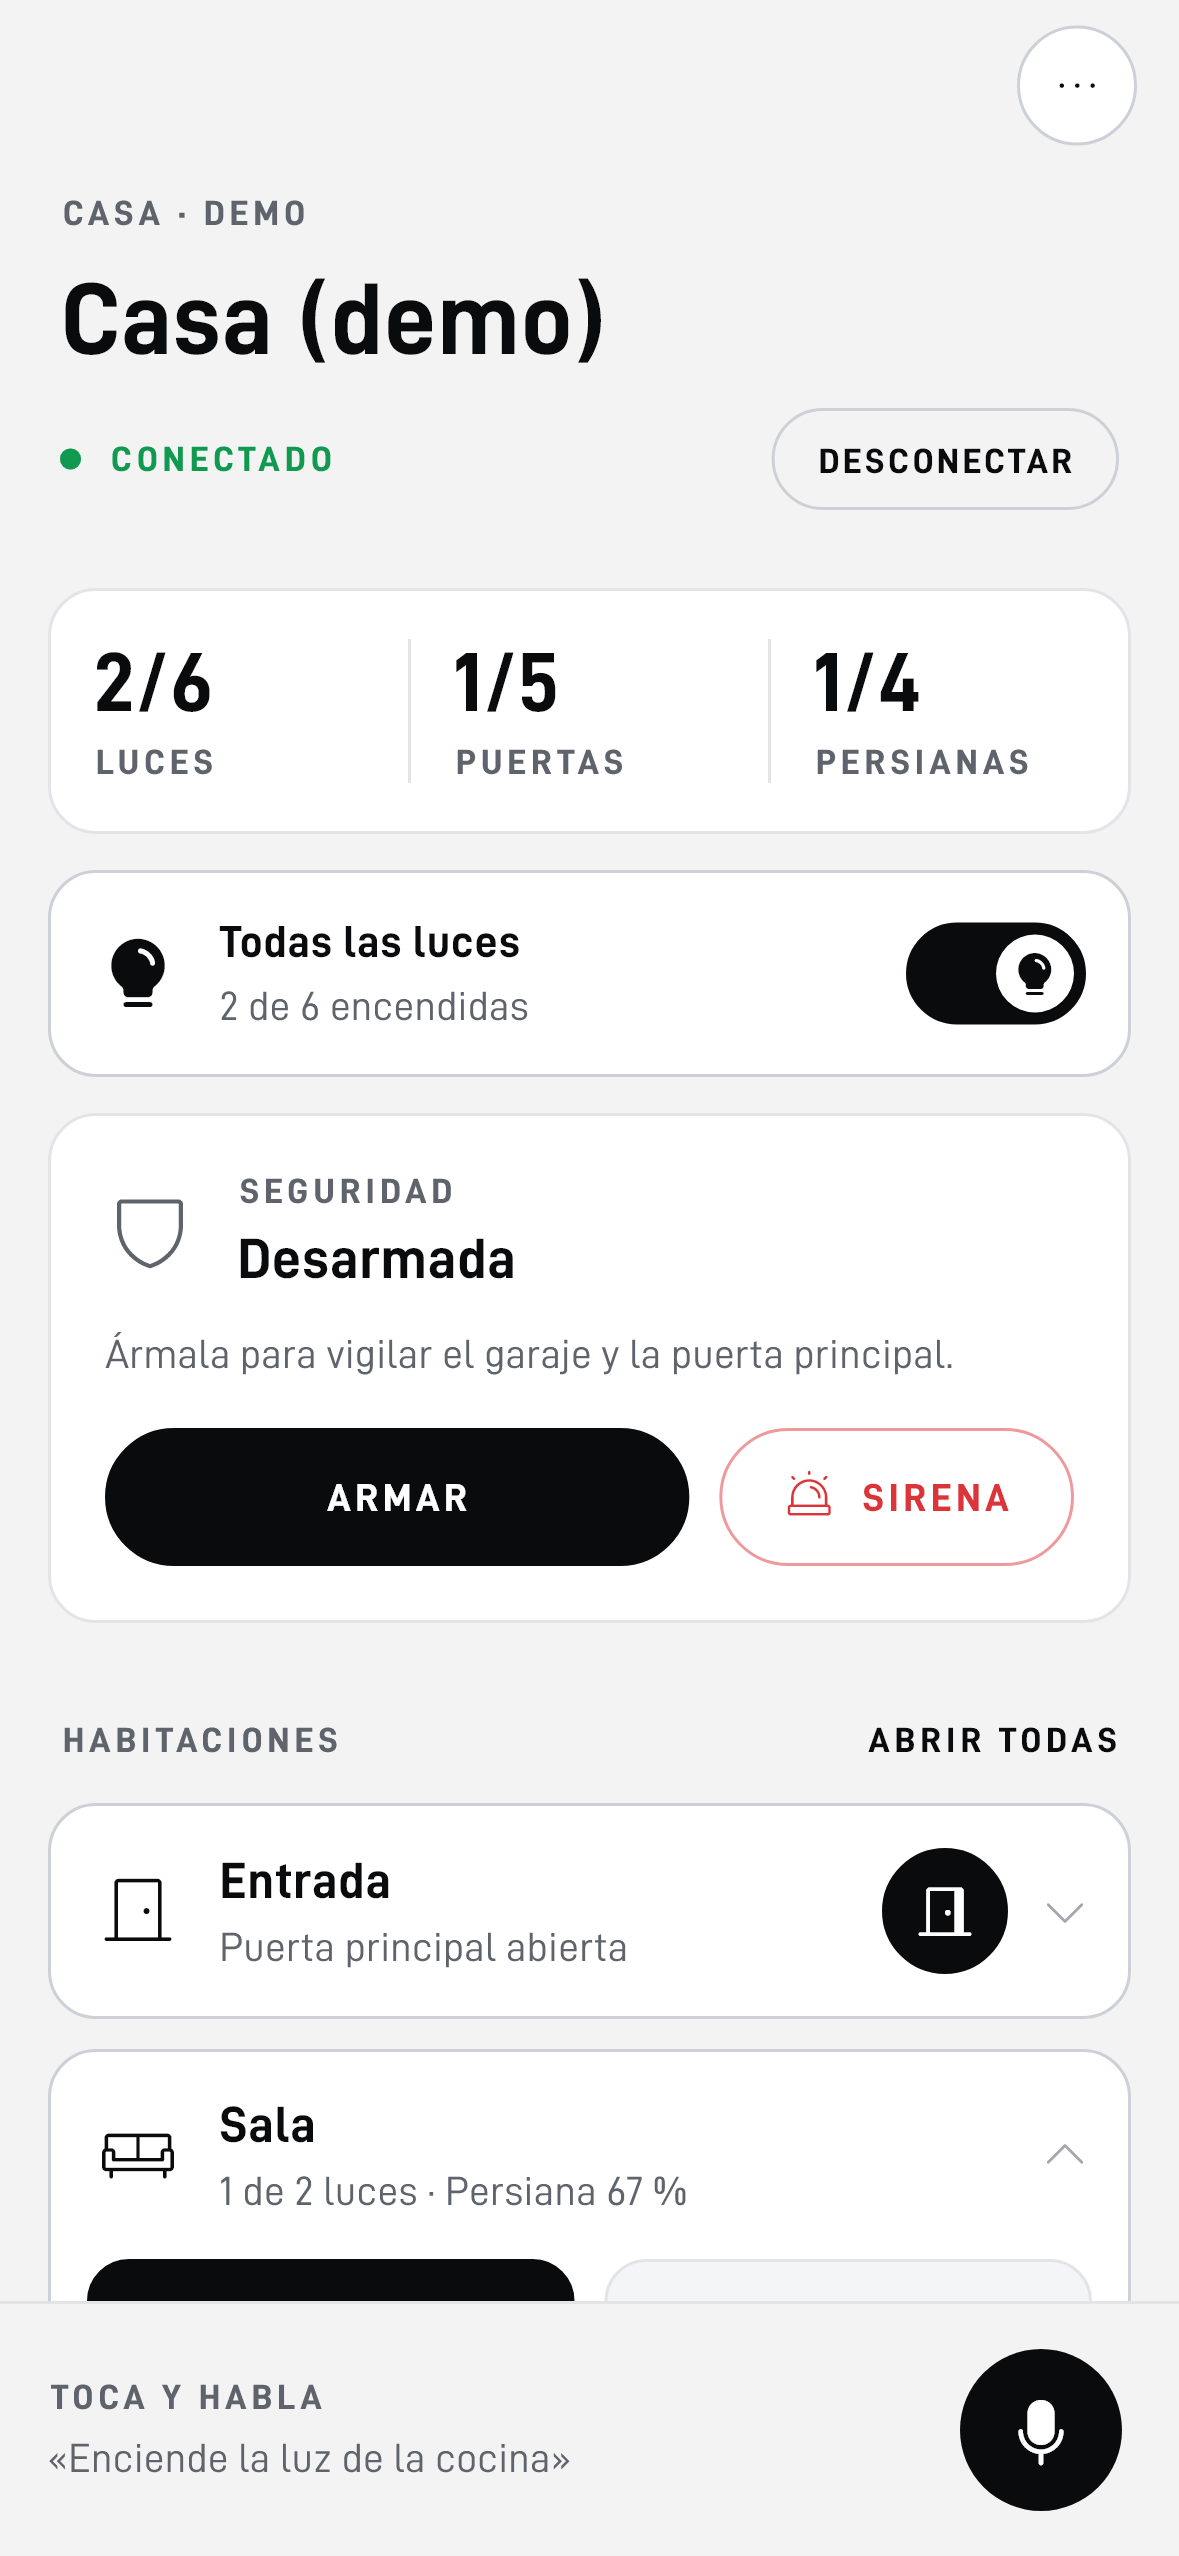 CASA · DEMO
Casa (demo)
CONECTADO
DESCONECTAR
2/6
LUCES
1/5
PUERTAS
1/4
PERSIANAS
Todas las luces
2 de 6 encendidas
SEGURIDAD
Desarmada
Ármala para vigilar el garaje y la puerta principal.
ARMAR
SIRENA
HABITACIONES
ABRIR TODAS
Entrada
Puerta principal abierta
Sala
1 de 2 luces · Persiana 67 %
TOCA Y HABLA
«Enciende la luz de la cocina»